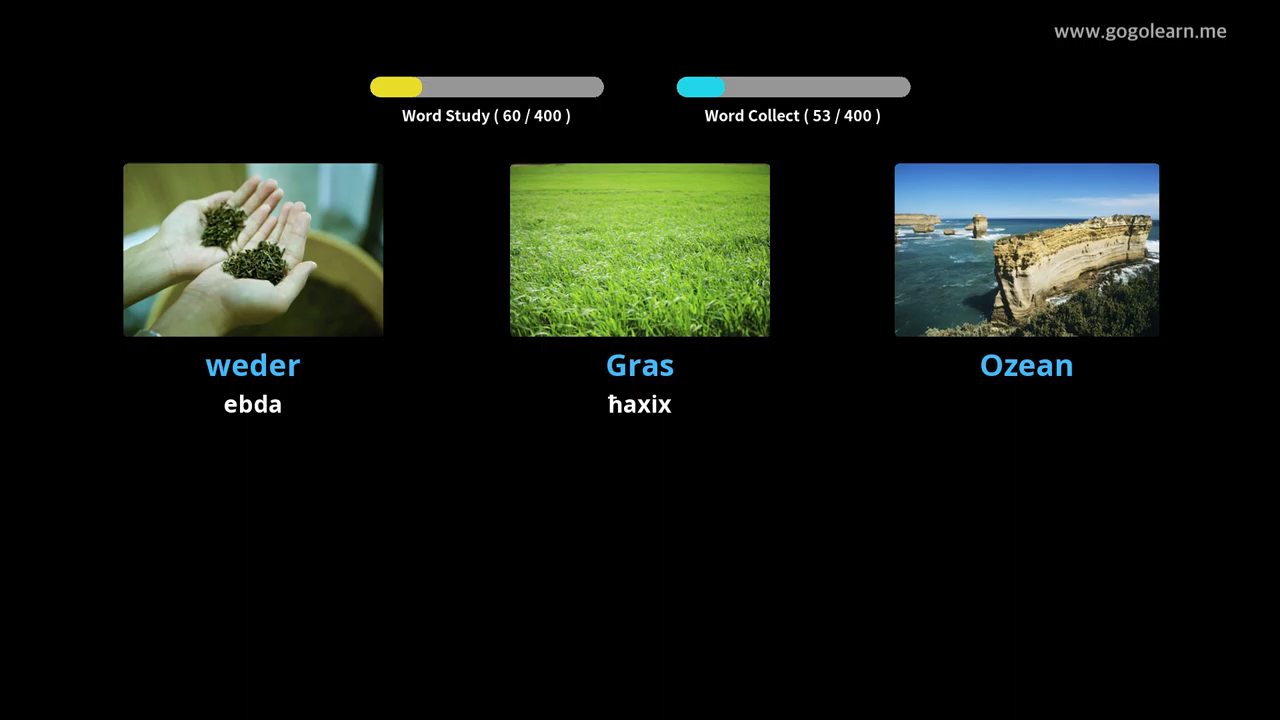 www.gogolearn.me
Word Study ( 60 / 400 )
Word Collect ( 53 / 400 )
weder
Gras
Ozean
ebda
ħaxix